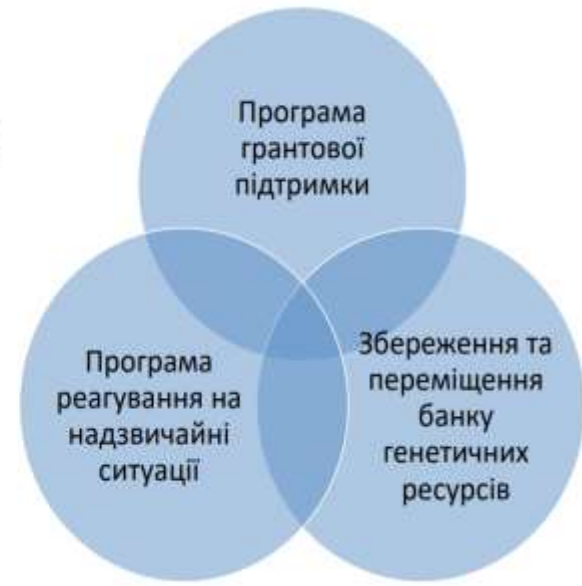 Програма
грантової
підтримки
Програма
реагування на
надзвичайні
ситуації
Збереження та
переміщення
банку
генетичних
ресурсів